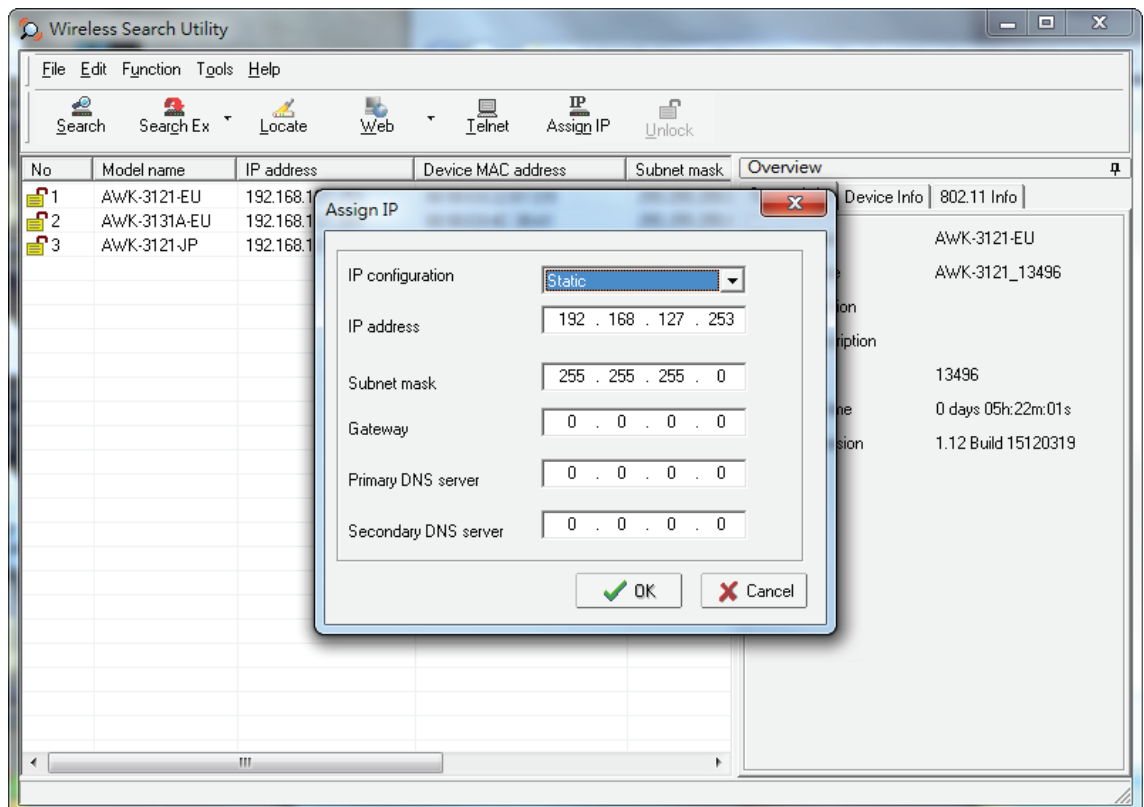 Wireless Search Utility
File Edit Function Tools Help
Search Search Ex Locate Web Telnet Assign IP Unlock
No Model name IP address Device MAC address Subnet mask
1 AWK-3121-EU 192.168.1
2 AWK-3131A-EU 192.168.1
3 AWK-3121-JP 192.168.1
Overview
Device Info 802.11 Info
AWK-3121-EU
AWK-3121_13496
ion
ription
13496
me 0 days 05h:22m:01s
sion 1.12 Build 15120319
Assign IP
IP configuration Static
IP address 192 . 168 . 127 . 253
Subnet mask 255 . 255 . 255 . 0
Gateway 0 . 0 . 0 . 0
Primary DNS server 0 . 0 . 0 . 0
Secondary DNS server 0 . 0 . 0 . 0
OK Cancel